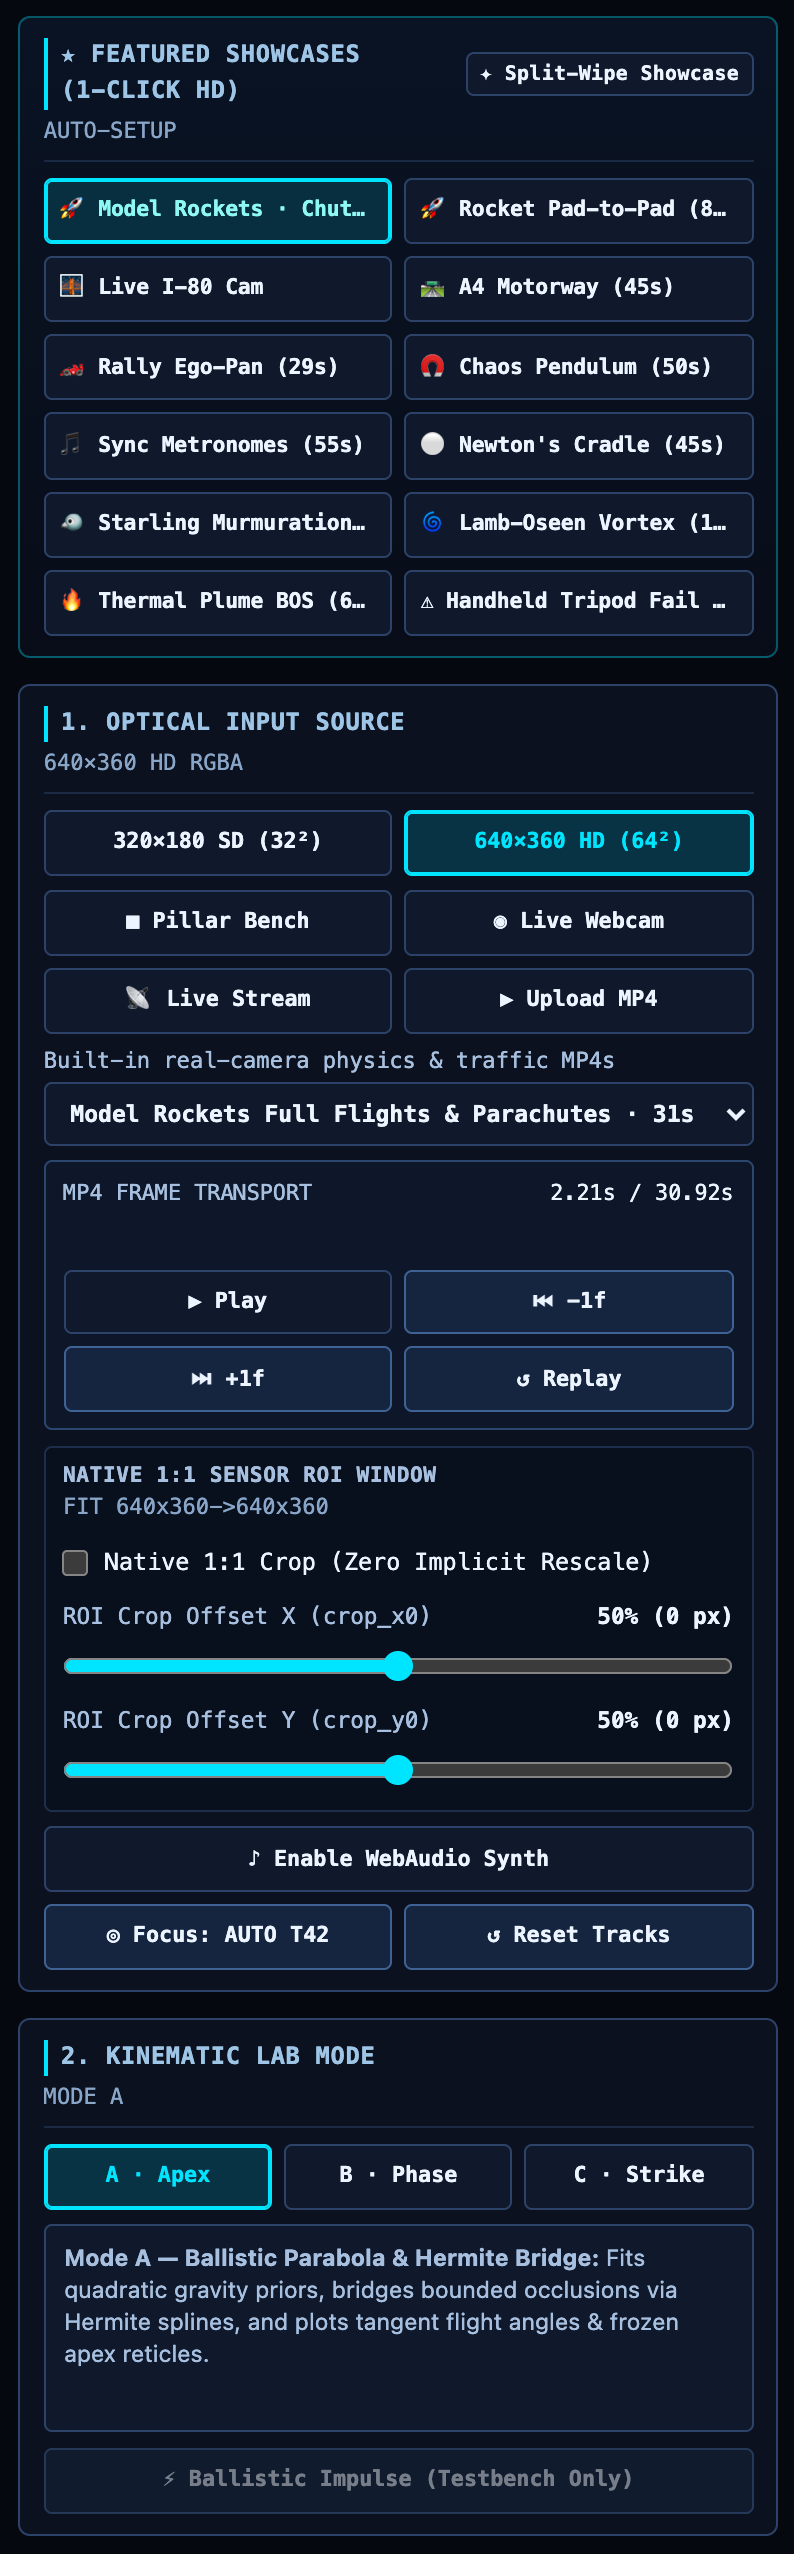 ★ FEATURED SHOWCASES
(1-CLICK HD)
✦ Split-Wipe Showcase
AUTO-SETUP
🚀 Model Rockets · Chut…
🚀 Rocket Pad-to-Pad (8…
🌉 Live I-80 Cam
🛣️ A4 Motorway (45s)
🏎️ Rally Ego-Pan (29s)
🧲 Chaos Pendulum (50s)
🎵 Sync Metronomes (55s)
⚪ Newton's Cradle (45s)
🐦 Starling Murmuration…
🌀 Lamb-Oseen Vortex (1…
🔥 Thermal Plume BOS (6…
⚠ Handheld Tripod Fail …
1. OPTICAL INPUT SOURCE
640×360 HD RGBA
320×180 SD (32²)
640×360 HD (64²)
■ Pillar Bench
◉ Live Webcam
📡 Live Stream
▶ Upload MP4
Built-in real-camera physics & traffic MP4s
Model Rockets Full Flights & Parachutes · 31s
MP4 FRAME TRANSPORT
2.21s / 30.92s
▶ Play
⏮ -1f
⏭ +1f
↺ Replay
NATIVE 1:1 SENSOR ROI WINDOW
FIT 640x360->640x360
Native 1:1 Crop (Zero Implicit Rescale)
ROI Crop Offset X (crop_x0)
50% (0 px)
ROI Crop Offset Y (crop_y0)
50% (0 px)
♪ Enable WebAudio Synth
◎ Focus: AUTO T42
↺ Reset Tracks
2. KINEMATIC LAB MODE
MODE A
A · Apex
B · Phase
C · Strike
Mode A — Ballistic Parabola & Hermite Bridge: Fits
quadratic gravity priors, bridges bounded occlusions via
Hermite splines, and plots tangent flight angles & frozen
apex reticles.
⚡ Ballistic Impulse (Testbench Only)